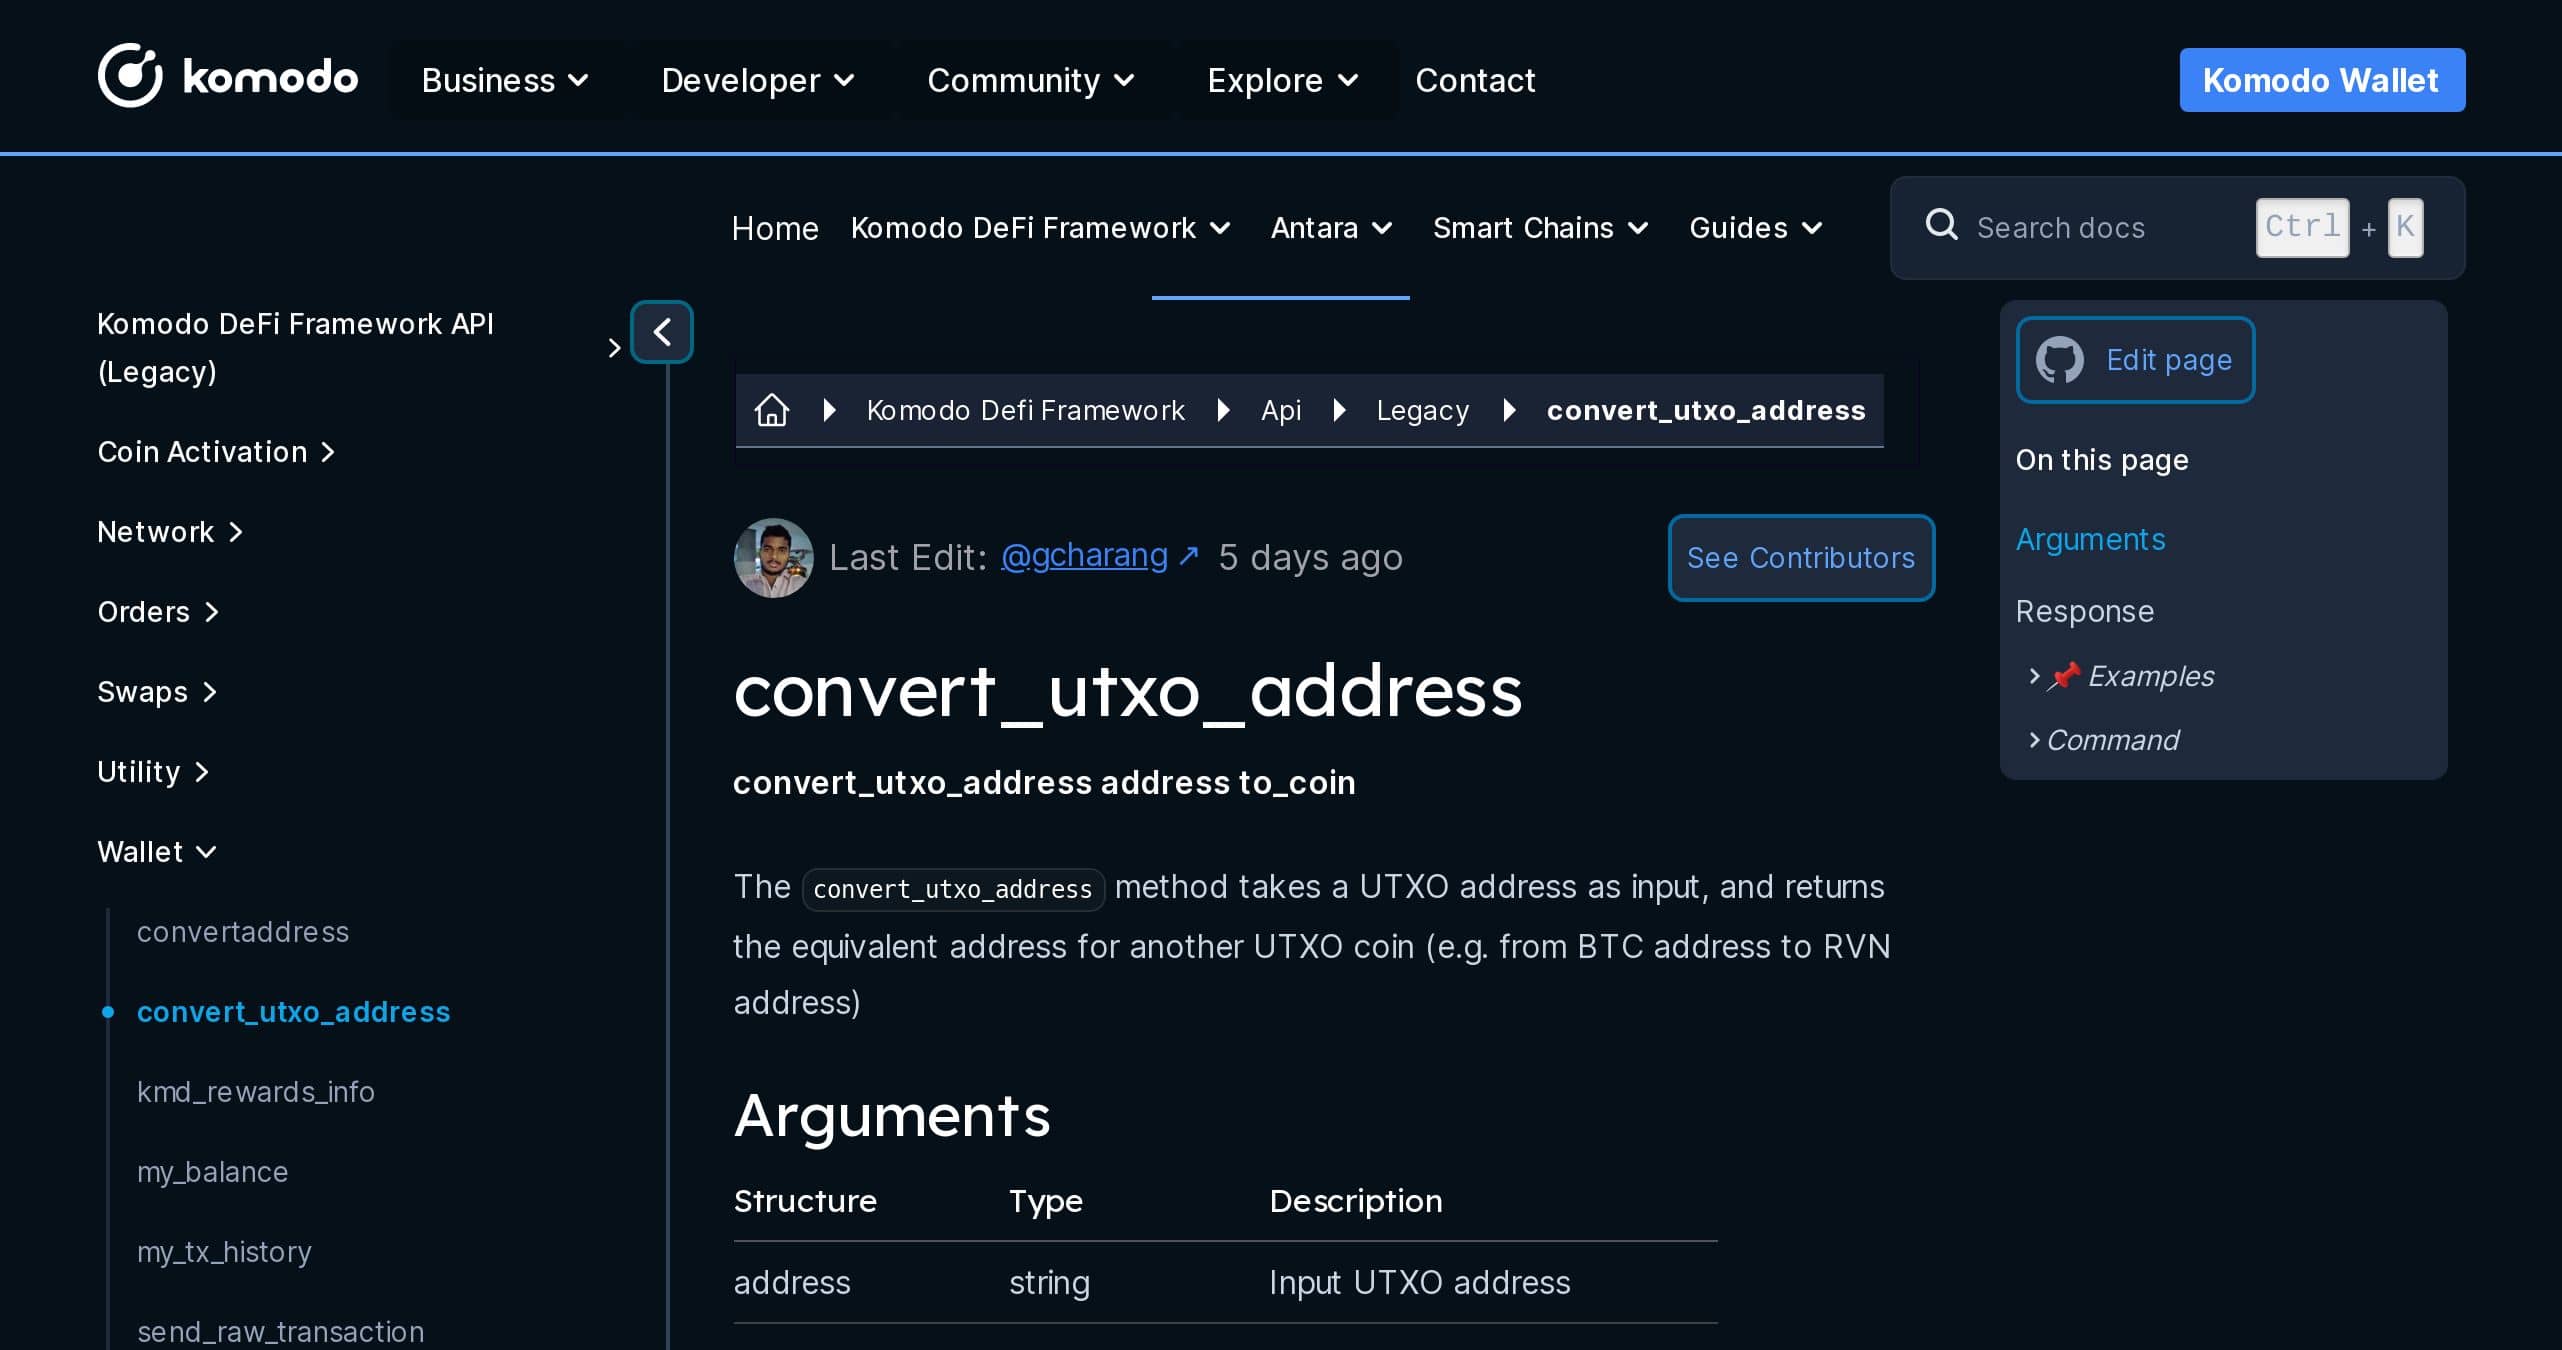 komodo
Business
Developer
Community
Explore
Contact
Komodo Wallet
Home
Komodo DeFi Framework
Antara
Smart Chains
Guides
Search docs
Ctrl + K
Komodo DeFi Framework API
(Legacy)
Coin Activation
Network
Orders
Swaps
Utility
Wallet
convertaddress
convert_utxo_address
kmd_rewards_info
my_balance
my_tx_history
send_raw_transaction
Komodo Defi Framework
Api
Legacy
convert_utxo_address
Last Edit: @gcharang ↗ 5 days ago
See Contributors
convert_utxo_address
convert_utxo_address address to_coin
The convert_utxo_address method takes a UTXO address as input, and returns
the equivalent address for another UTXO coin (e.g. from BTC address to RVN
address)
Arguments
Structure Type Description
address string Input UTXO address
Edit page
On this page
Arguments
Response
📌 Examples
Command